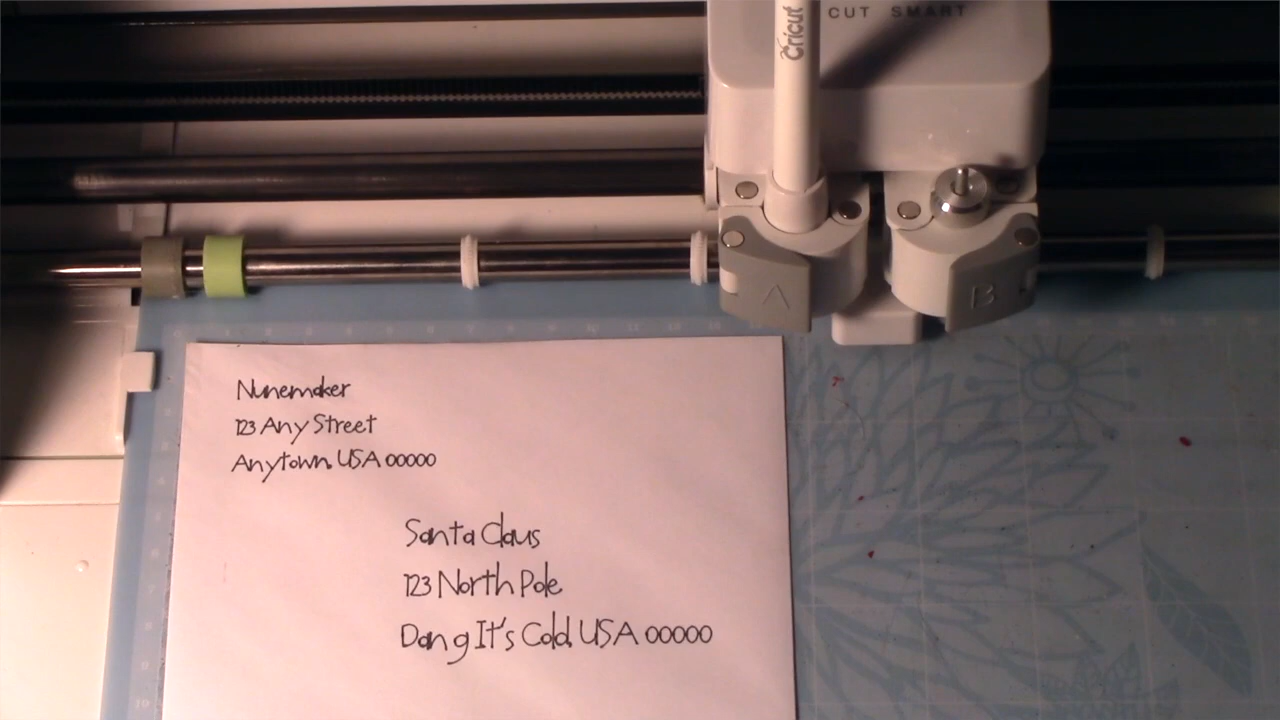 CUT SMART
Cricut
A
B
Nunemaker
123 Any Street
Anytown, USA 00000
Santa Claus
123 North Pole
Dang It's Cold, USA 00000